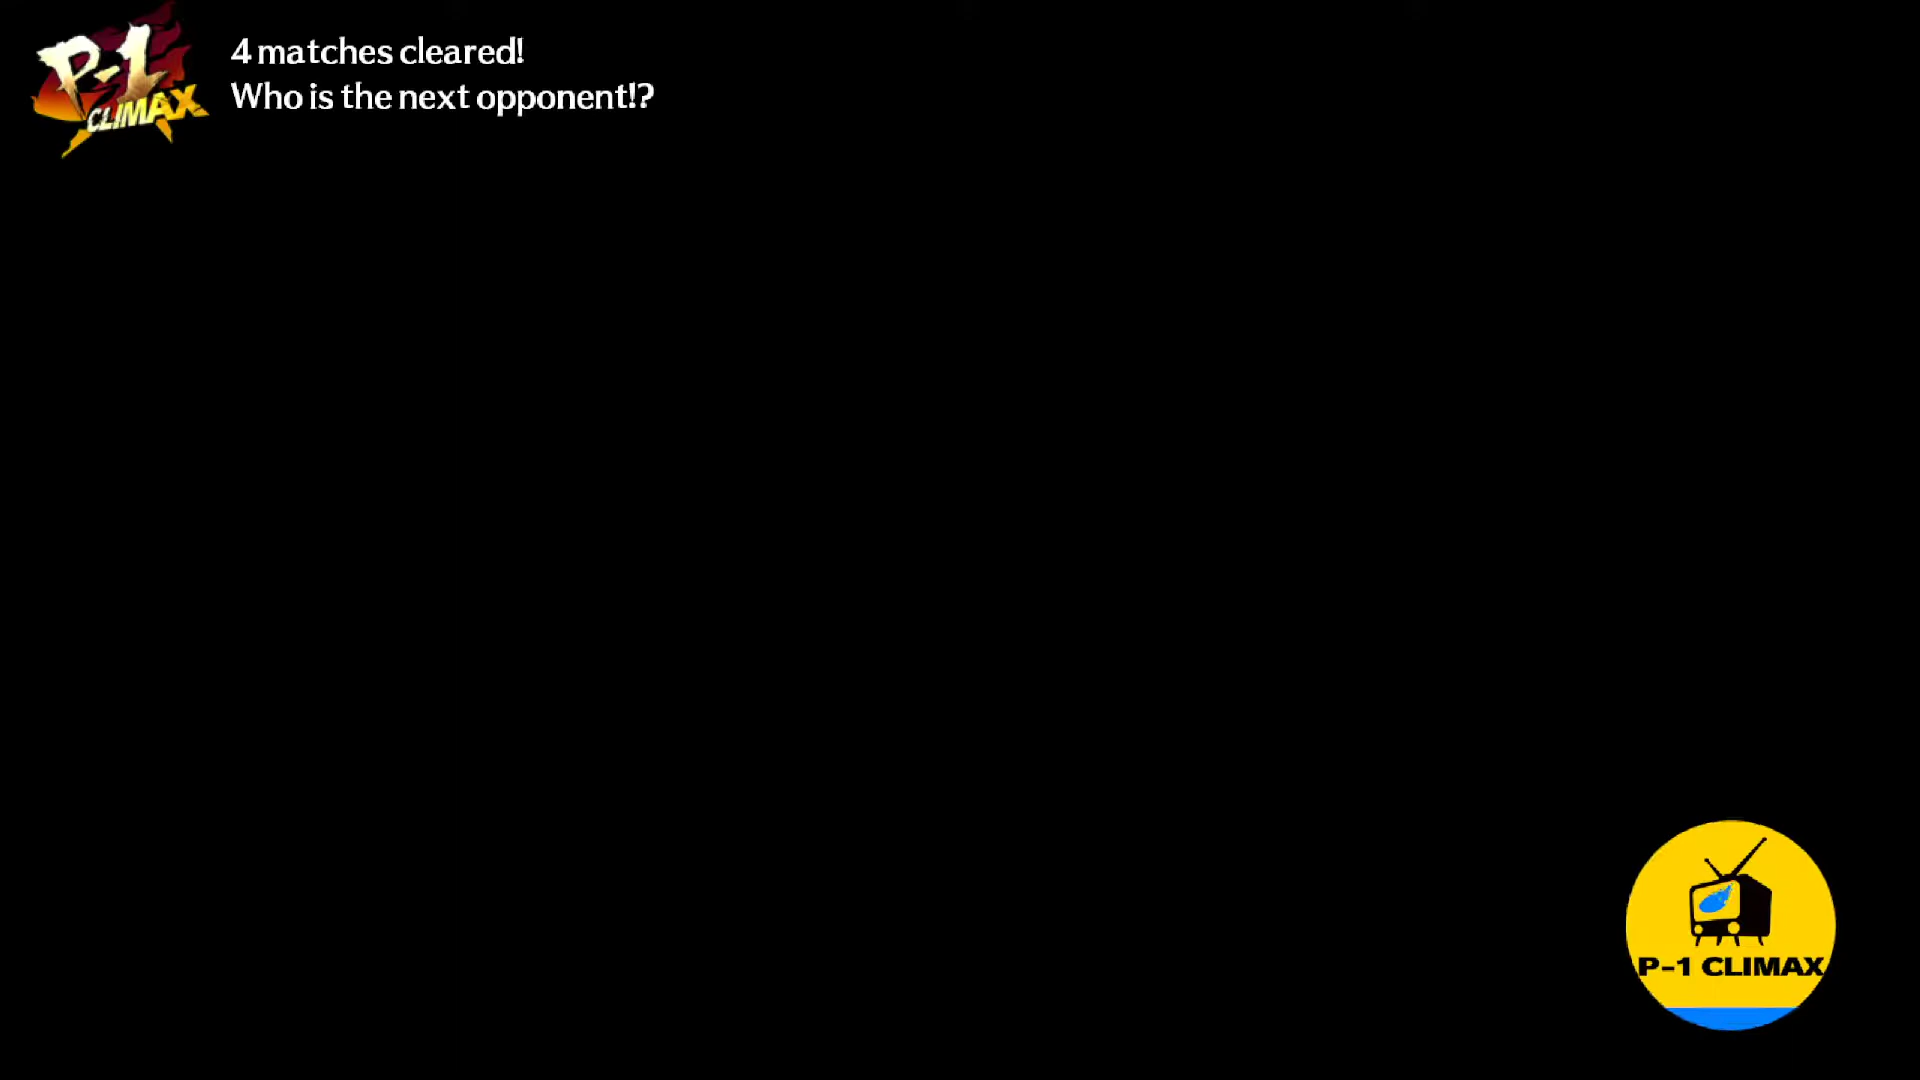 P-1
CLIMAX
4 matches cleared!
Who is the next opponent!?
P-1 CLIMAX